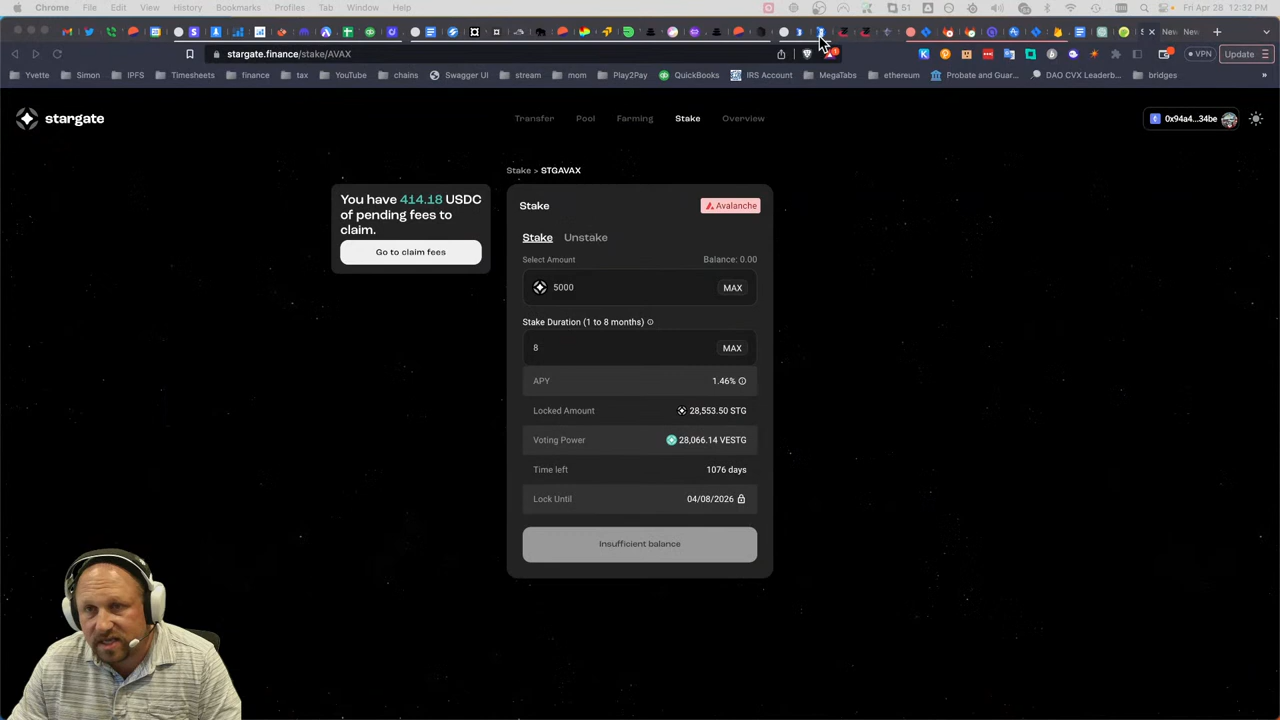 Chrome File Edit View History Bookmarks Profiles Tab Window Help 51 Fri Apr 28 12:32 PM
S New New
stargate.finance/stake/AVAX VPN Update
Yvette Simon IPFS Timesheets finance tax YouTube chains Swagger UI stream mom Play2Pay QuickBooks IRS Account MegaTabs ethereum Probate and Guar... DAO CVX Leaderb... bridges
stargate Transfer Pool Farming Stake Overview 0x94a4...34be
Stake > STGAVAX
You have 414.18 USDC
of pending fees to
claim.
Go to claim fees
Stake Avalanche
Stake Unstake
Select Amount Balance: 0.00
5000 MAX
Stake Duration (1 to 8 months)
8 MAX
APY 1.46%
Locked Amount 28,553.50 STG
Voting Power 28,066.14 VESTG
Time left 1076 days
Lock Until 04/08/2026
Insufficient balance